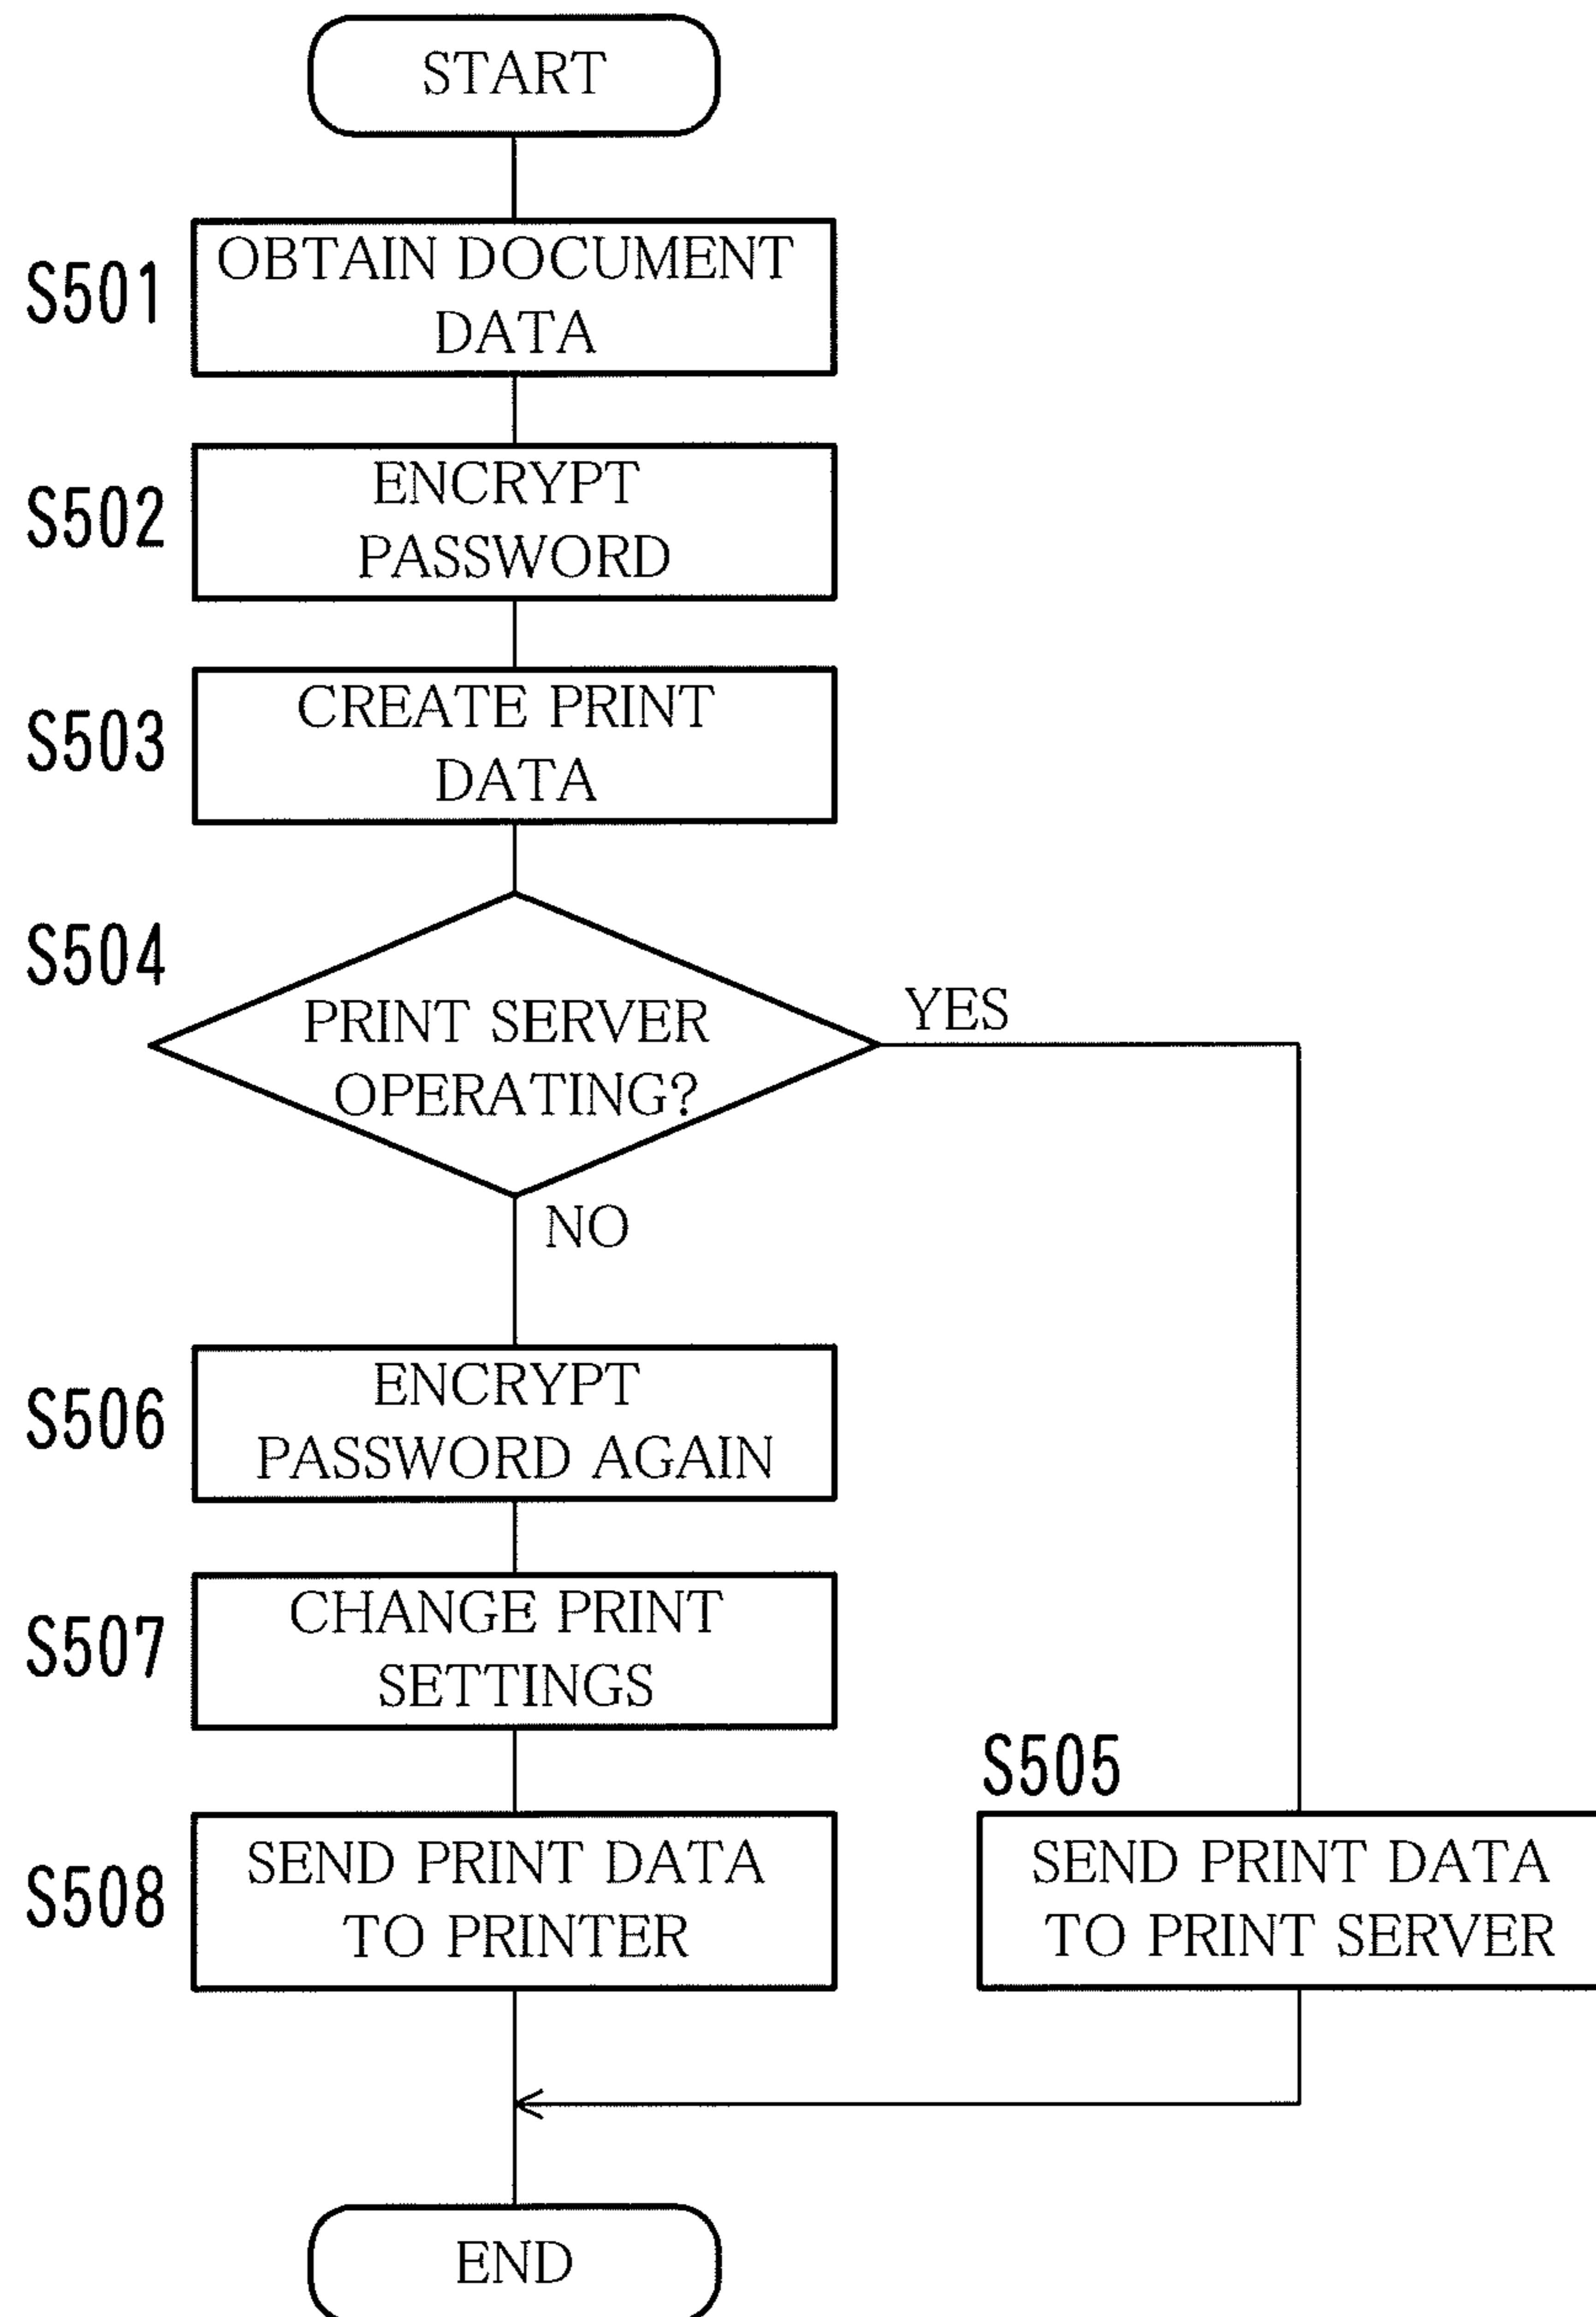 START
S501
OBTAIN DOCUMENT
DATA
S502
ENCRYPT
PASSWORD
S503
CREATE PRINT
DATA
S504
PRINT SERVER
OPERATING?
YES
NO
S506
ENCRYPT
PASSWORD AGAIN
S507
CHANGE PRINT
SETTINGS
S508
SEND PRINT DATA
TO PRINTER
S505
SEND PRINT DATA
TO PRINT SERVER
END